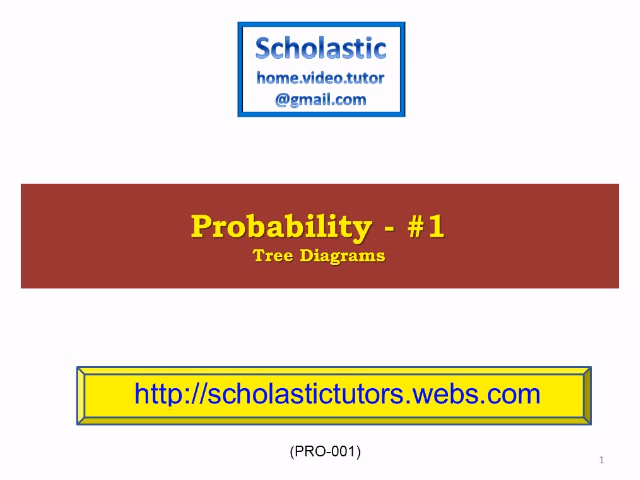 Scholastic
home.video.tutor
@gmail.com
Probability - #1
Tree Diagrams
http://scholastictutors.webs.com
(PRO-001)
1